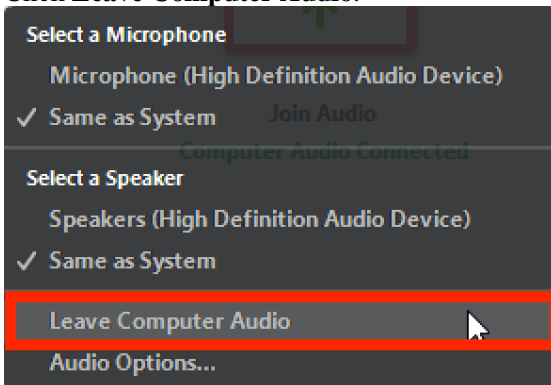 Click Leave Computer Audio.
Select a Microphone
Microphone (High Definition Audio Device)
✓ Same as System
Join Audio
Computer Audio Connected
Select a Speaker
Speakers (High Definition Audio Device)
✓ Same as System
Leave Computer Audio
Audio Options...